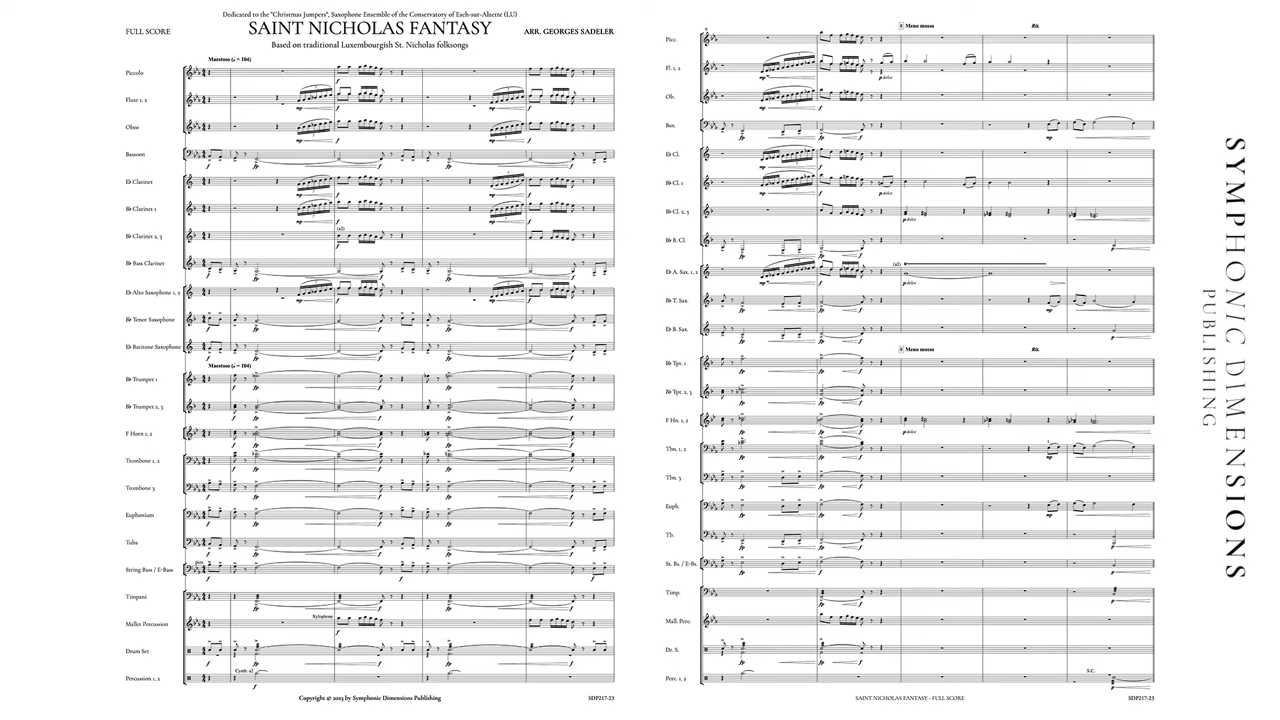 Dedicated to the "Christmas Jumpers", Saxophone Ensemble of the Conservatory of Esch-sur-Alzette (LU)
FULL SCORE
SAINT NICHOLAS FANTASY
ARR. GEORGES SADELER
Based on traditional Luxembourgish St. Nicholas folksongs
Maestoso (♩ = 104)
Piccolo
Flute 1, 2
Oboe
Bassoon
E♭ Clarinet
B♭ Clarinet 1
B♭ Clarinet 2, 3
(a2)
B♭ Bass Clarinet
E♭ Alto Saxophone 1, 2
B♭ Tenor Saxophone
E♭ Baritone Saxophone
Maestoso (♩ = 104)
B♭ Trumpet 1
B♭ Trumpet 2, 3
F Horn 1, 2
Trombone 1, 2
Trombone 3
Euphonium
Tuba
String Bass / E-Bass
Timpani
Xylophone
Mallet Percussion
Drum Set
Cymb. a2
Percussion 1, 2
Copyright © 2023 by Symphonic Dimensions Publishing
SDP217-23
6
Meno mosso
Rit.
Picc.
Fl. 1, 2
p dolce
Ob.
Bsn.
E♭ Cl.
B♭ Cl. 1
p dolce
B♭ Cl. 2, 3
p dolce
B♭ B. Cl.
(a2)
E♭ A. Sax. 1, 2
p dolce
B♭ T. Sax.
E♭ B. Sax.
Meno mosso
Rit.
B♭ Tpt. 1
B♭ Tpt. 2, 3
F Hn. 1, 2
p dolce
Tbn. 1, 2
Tbn. 3
Euph.
Tb.
Str. Bs. / E-Bs.
Timp.
Mall. Perc.
Dr. S.
S.C.
Perc. 1, 2
SAINT NICHOLAS FANTASY - FULL SCORE
SDP217-23
SYMPHONIC DIMENSIONS
PUBLISHING